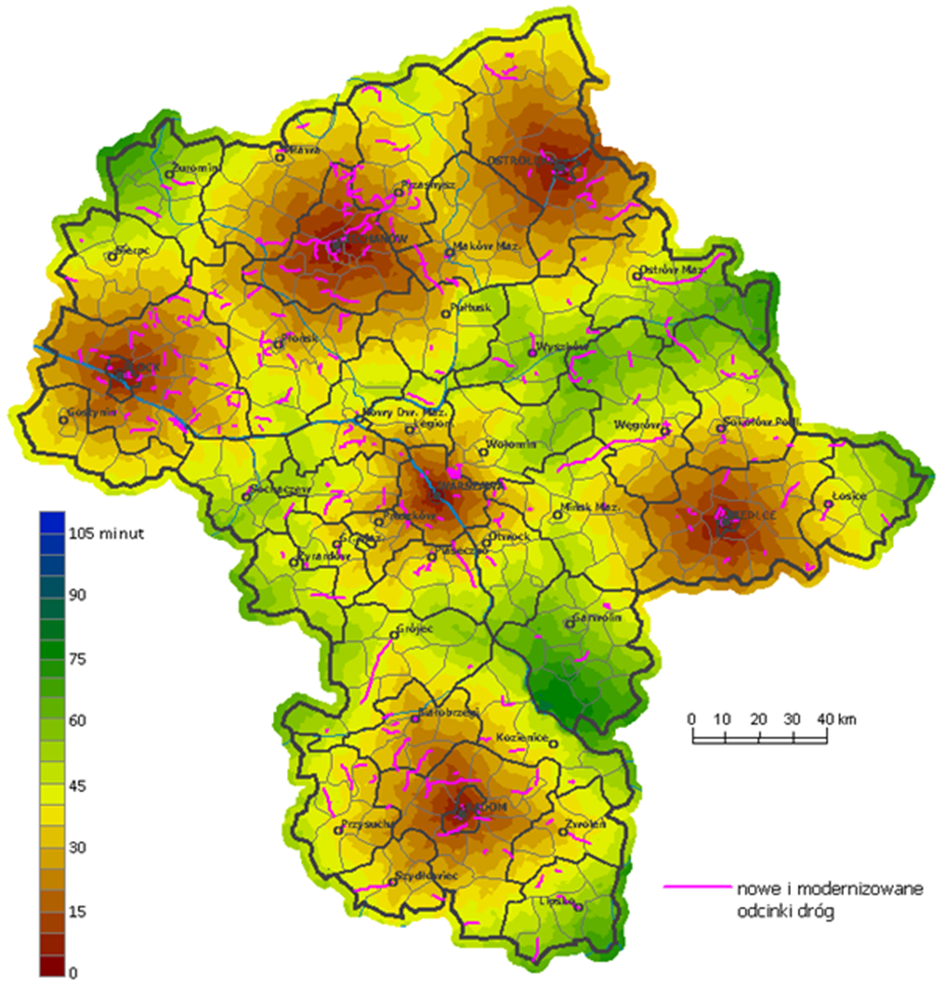 OSTROŁĘKA
Mława
Żuromin
Przasnysz
CIECHANÓW
Maków Maz.
Sierpc
Ostrów Maz.
Pułtusk
Płońsk
Wyszków
PŁOCK
Gostynin
Nowy Dw. Maz.
Legion.
Węgrów
Sokołów Podl.
Wołomin
WARSZAWA
Sochaczew
Łosice
Mińsk Maz.
SIEDLCE
Pruszków
Gr. Maz.
Otwock
Piaseczno
Żyrardów
105 minut
90
75
60
45
30
15
0
Garwolin
Grójec
Białobrzegi
Kozienice
0 10 20 30 40 km
RADOM
Przysucha
Zwoleń
Szydłowiec
Lipsko
nowe i modernizowane
odcinki dróg